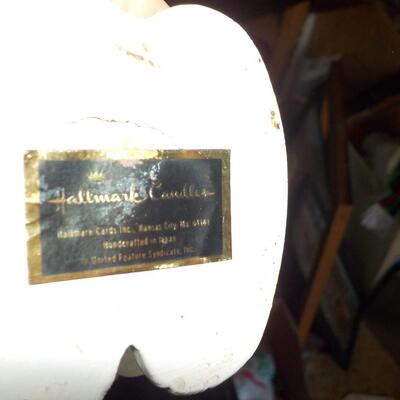 Hallmark Candles
Hallmark Cards Inc., Kansas City, Mo. 64141
Handcrafted in Japan
United Feature Syndicate, Inc.